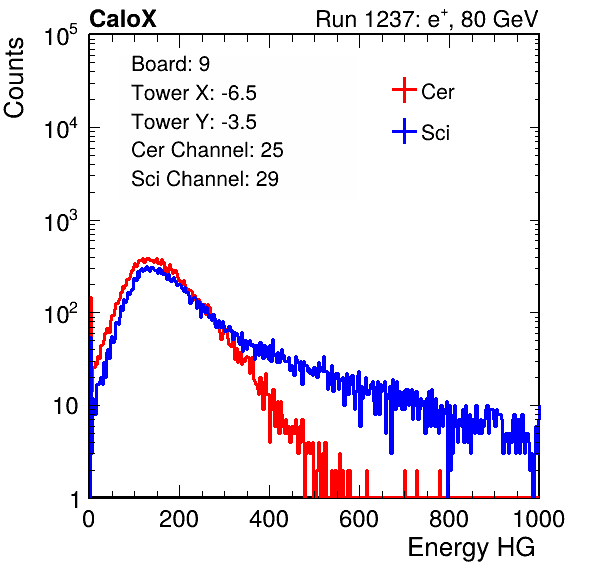 CaloX Run 1237: e⁺, 80 GeV
Counts
10⁵
10⁴
10³
10²
10
1
Board: 9
Tower X: -6.5
Tower Y: -3.5
Cer Channel: 25
Sci Channel: 29
Cer
Sci
0 200 400 600 800 1000
Energy HG